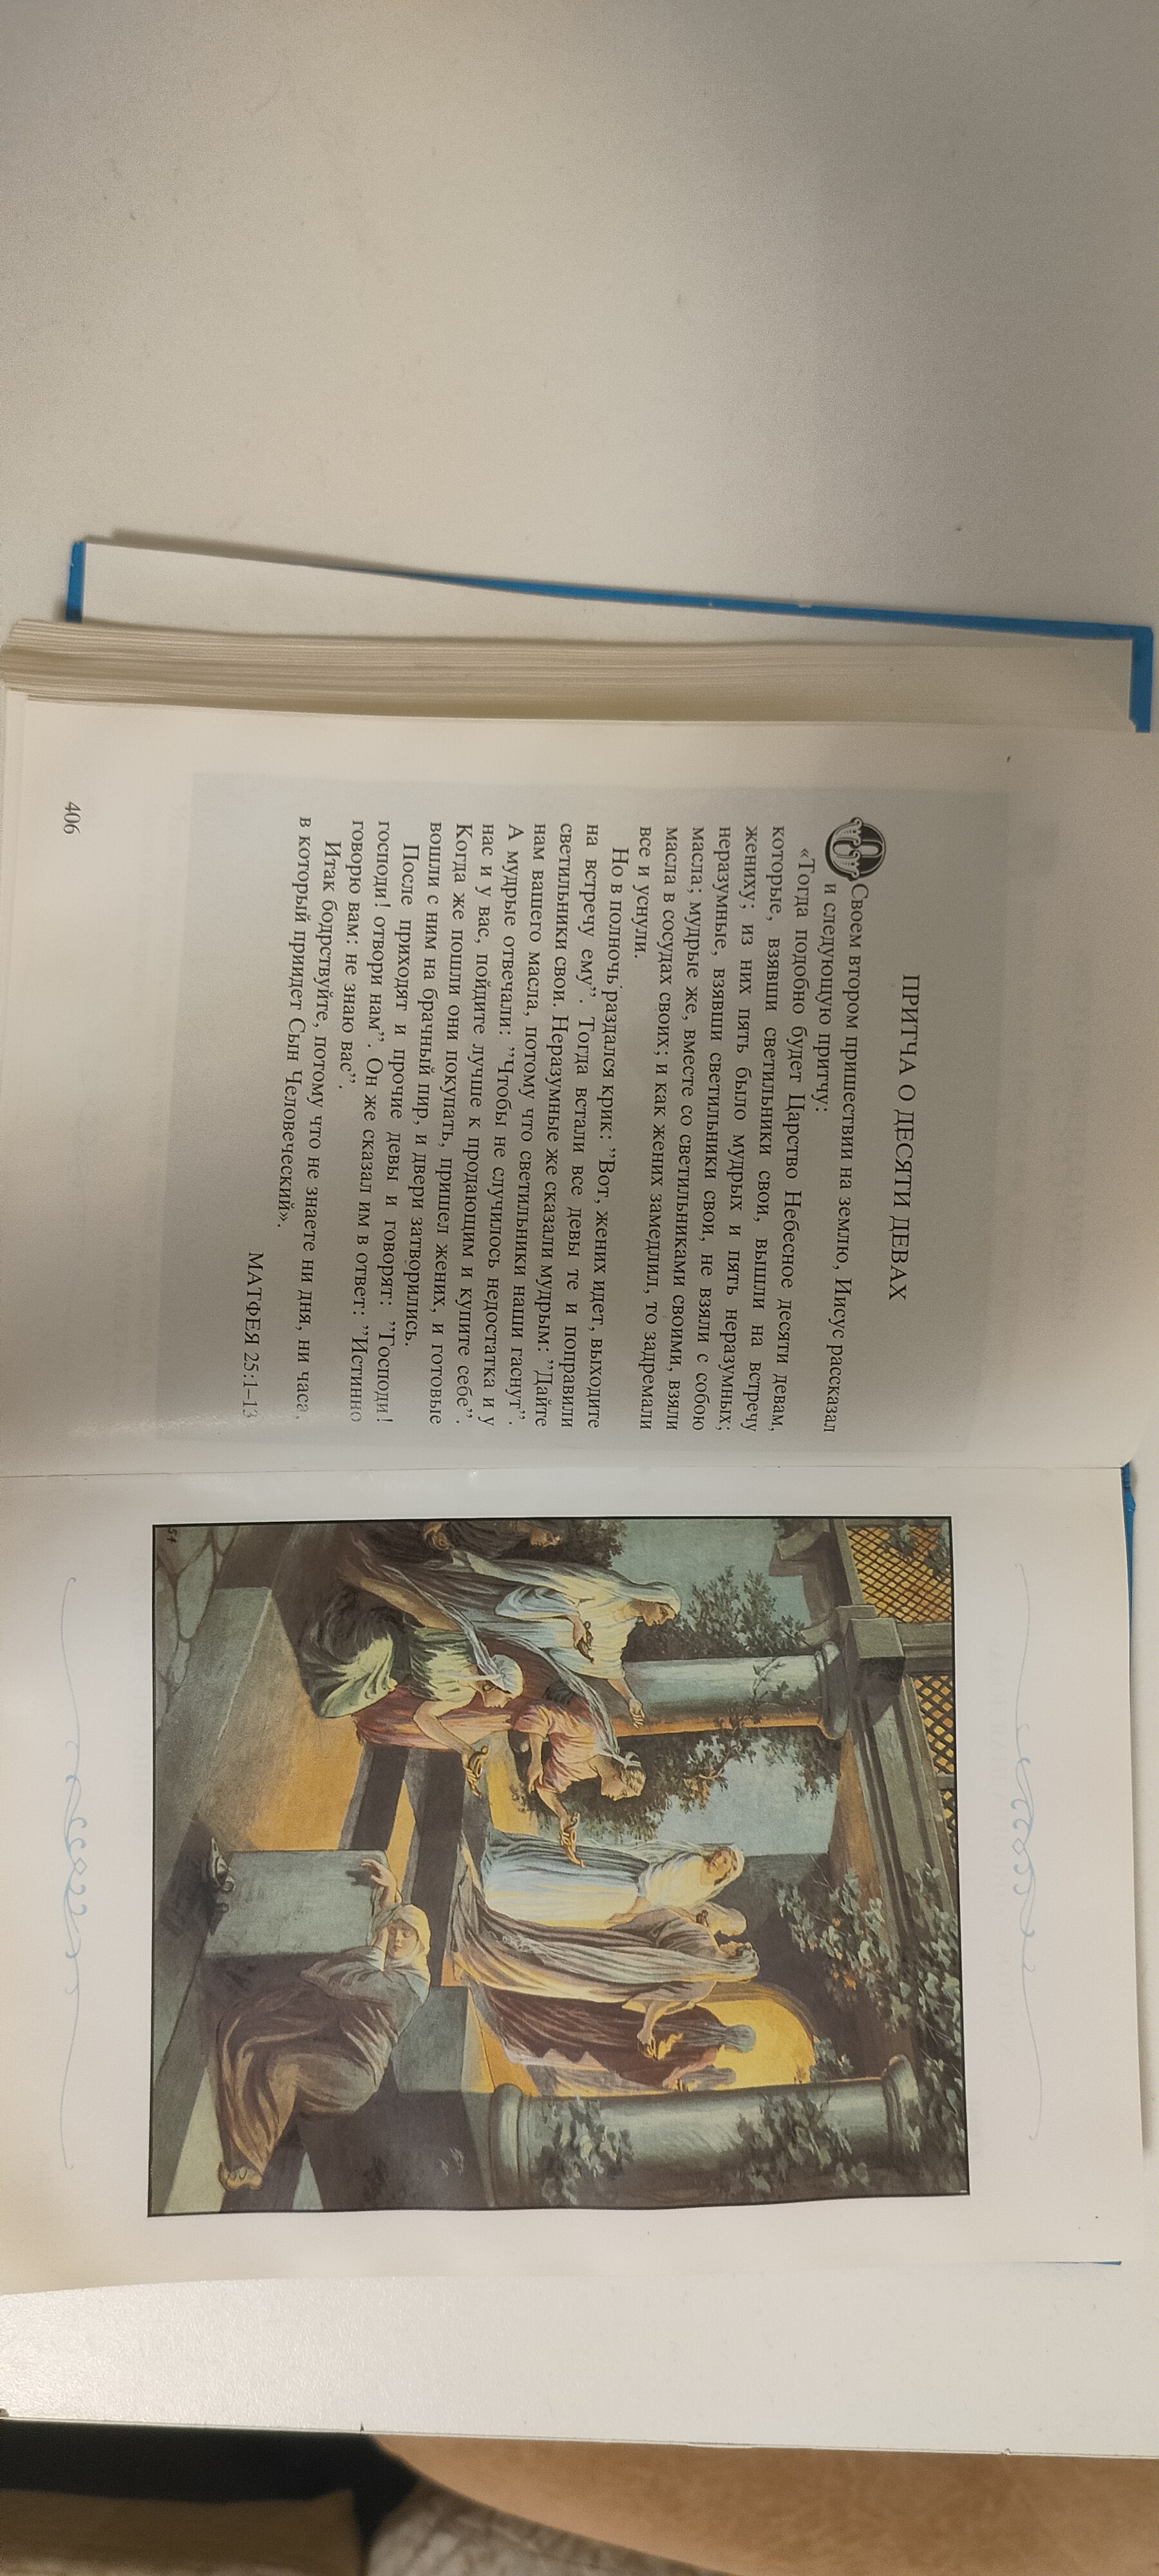 ПРИТЧА О ДЕСЯТИ ДЕВАХ
О Своем втором пришествии на землю, Иисус рассказал
и следующую притчу:
«Тогда подобно будет Царство Небесное десяти девам,
которые, взявши светильники свои, вышли на встречу
жениху; из них пять было мудрых и пять неразумных;
неразумные, взявши светильники свои, не взяли с собою
масла; мудрые же, вместе со светильниками своими, взяли
масла в сосудах своих; и как жених замедлил, то задремали
все и уснули.
Но в полночь раздался крик: ”Вот, жених идет, выходите
на встречу ему”. Тогда встали все девы те и поправили
светильники свои. Неразумные же сказали мудрым: ”Дайте
нам вашего масла, потому что светильники наши гаснут”.
А мудрые отвечали: ”Чтобы не случилось недостатка и у
нас и у вас, пойдите лучше к продающим и купите себе”.
Когда же пошли они покупать, пришел жених, и готовые
вошли с ним на брачный пир, и двери затворились.
После приходят и прочие девы и говорят: ”Господи!
господи! отвори нам”. Он же сказал им в ответ: ”Истинно
говорю вам: не знаю вас”.
Итак бодрствуйте, потому что не знаете ни дня, ни часа,
в который приидет Сын Человеческий».
МАТФЕЯ 25:1–13
406